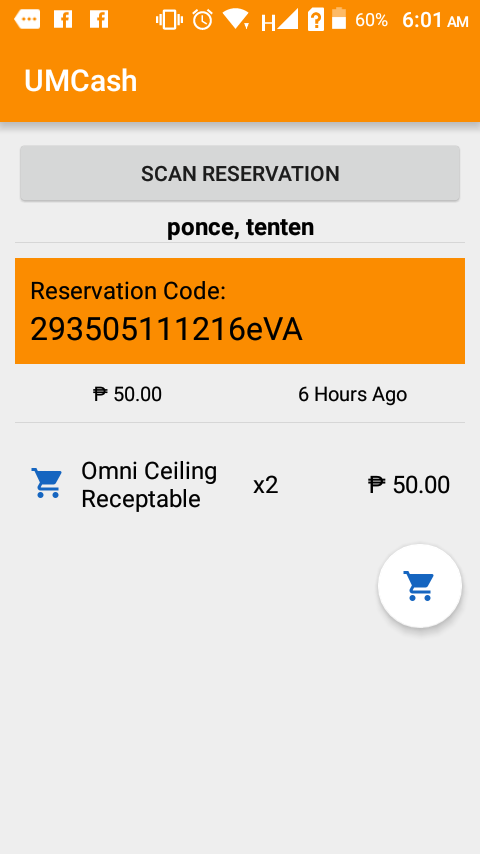 H 60% 6:01 AM
UMCash
SCAN RESERVATION
ponce, tenten
Reservation Code:
293505111216eVA
₱ 50.00 6 Hours Ago
Omni Ceiling
Receptable
x2
₱ 50.00